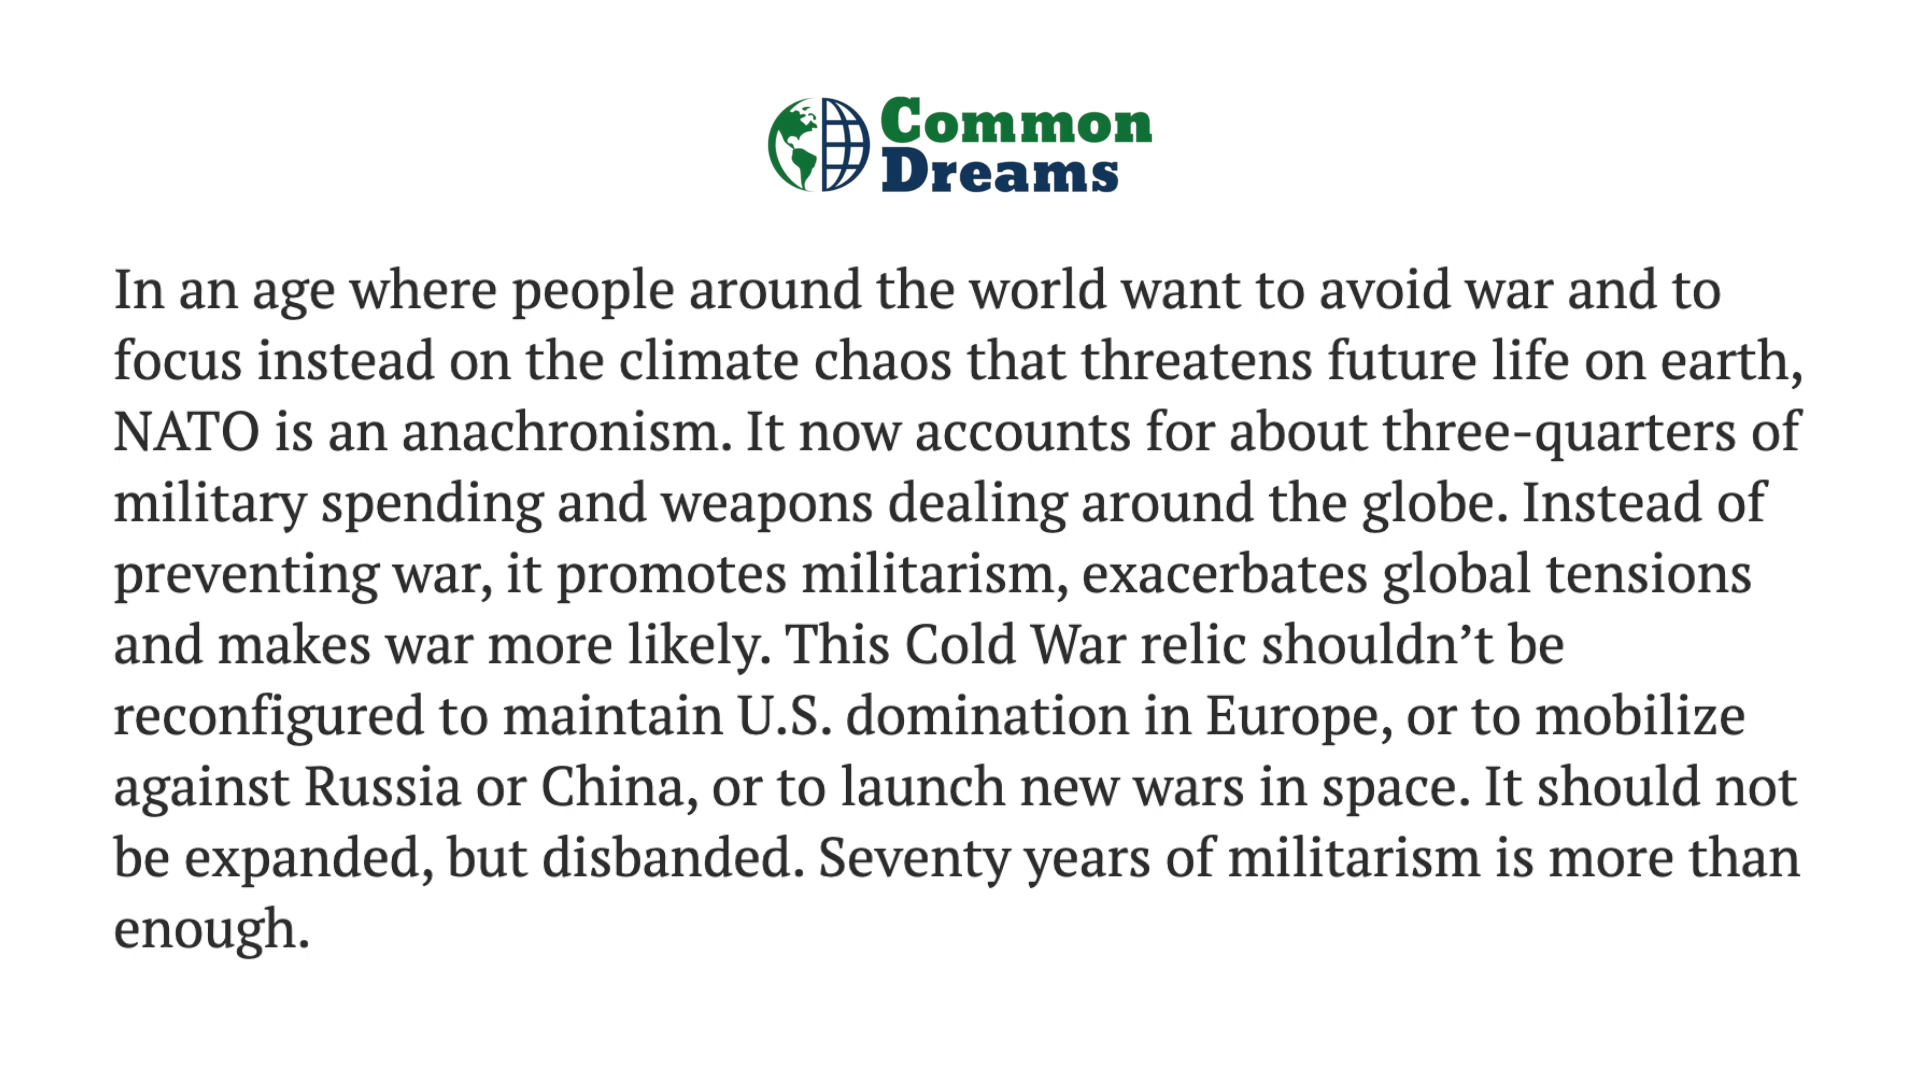 Common
Dreams
In an age where people around the world want to avoid war and to
focus instead on the climate chaos that threatens future life on earth,
NATO is an anachronism. It now accounts for about three-quarters of
military spending and weapons dealing around the globe. Instead of
preventing war, it promotes militarism, exacerbates global tensions
and makes war more likely. This Cold War relic shouldn’t be
reconfigured to maintain U.S. domination in Europe, or to mobilize
against Russia or China, or to launch new wars in space. It should not
be expanded, but disbanded. Seventy years of militarism is more than
enough.